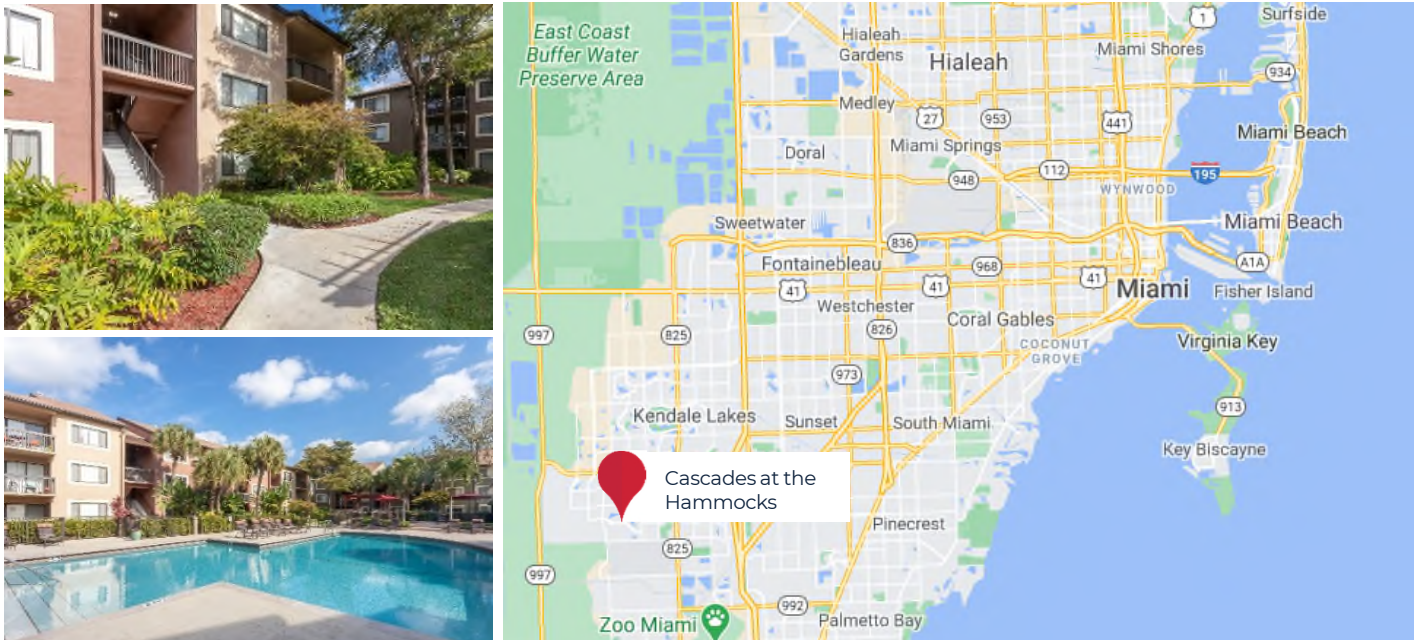 Surfside
1
East Coast
Buffer Water
Preserve Area
Hialeah
Gardens
Miami Shores
Hialeah
934
Medley
27
953
441
Miami Beach
Miami Springs
Doral
112
195
948
WYNWOOD
Sweetwater
Miami Beach
836
Fontainebleau
968
A1A
41
41
41
Miami
Fisher Island
Westchester
Coral Gables
997
825
826
COCONUT
GROVE
Virginia Key
973
913
Kendale Lakes
Sunset
South Miami
Key Biscayne
Cascades at the
Hammocks
Pinecrest
825
997
992
Zoo Miami
Palmetto Bay